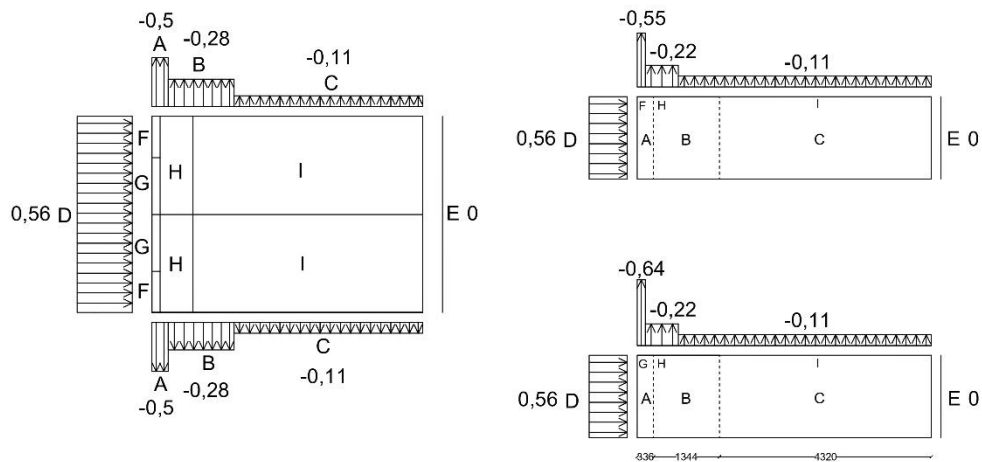 -0,5
A
-0,28
B
-0,11
C
F
H
I
G
0,56 D
E 0
G
H
I
F
A
-0,5
B
-0,28
C
-0,11
-0,55
-0,22
-0,11
F H I
0,56 D
A B C
E 0
-0,64
-0,22
-0,11
G H I
0,56 D
A B C
E 0
336 1344 4320